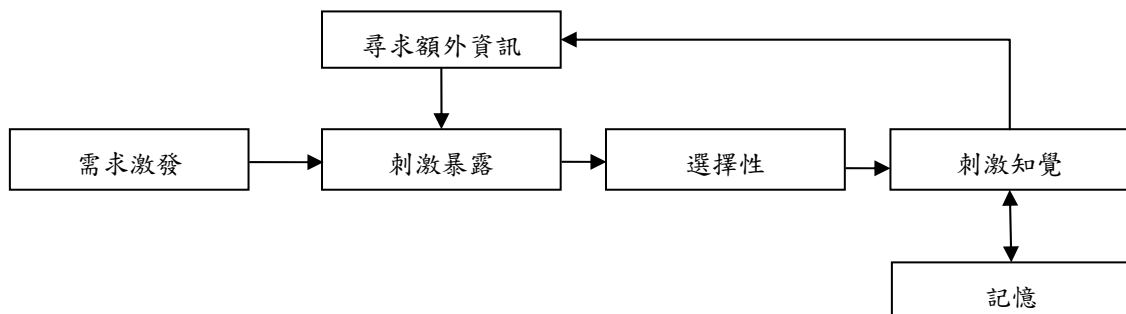 尋求額外資訊
需求激發
刺激暴露
選擇性
刺激知覺
記憶